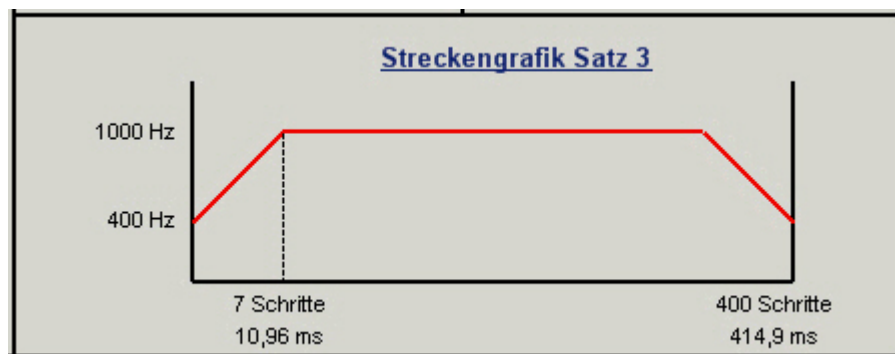 Streckengrafik Satz 3
1000 Hz
400 Hz
7 Schritte
10,96 ms
400 Schritte
414,9 ms